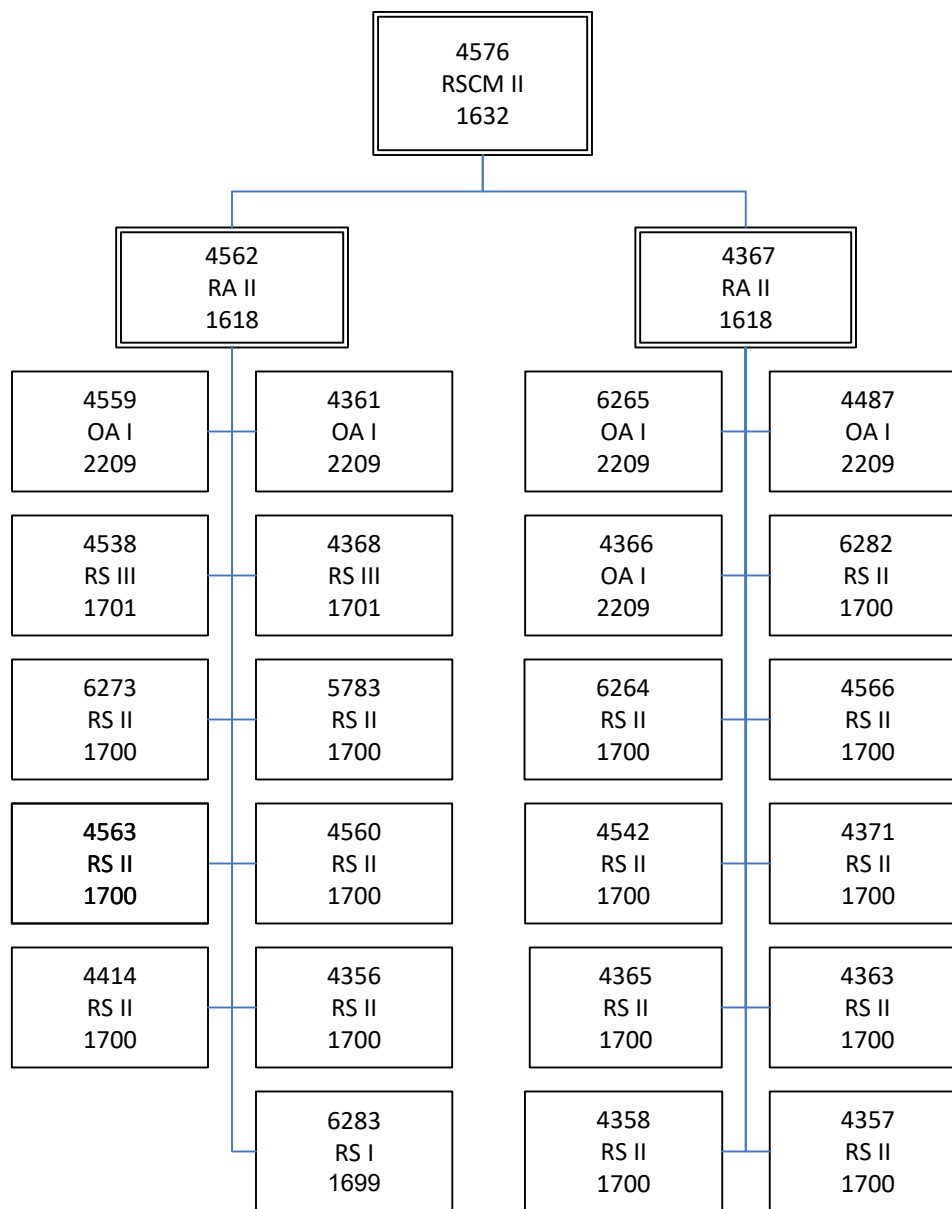 4576
RSCM II
1632
4562
RA II
1618
4367
RA II
1618
4559
OA I
2209
4361
OA I
2209
6265
OA I
2209
4487
OA I
2209
4538
RS III
1701
4368
RS III
1701
4366
OA I
2209
6282
RS II
1700
6273
RS II
1700
5783
RS II
1700
6264
RS II
1700
4566
RS II
1700
4563
RS II
1700
4560
RS II
1700
4542
RS II
1700
4371
RS II
1700
4414
RS II
1700
4356
RS II
1700
4365
RS II
1700
4363
RS II
1700
6283
RS I
1699
4358
RS II
1700
4357
RS II
1700